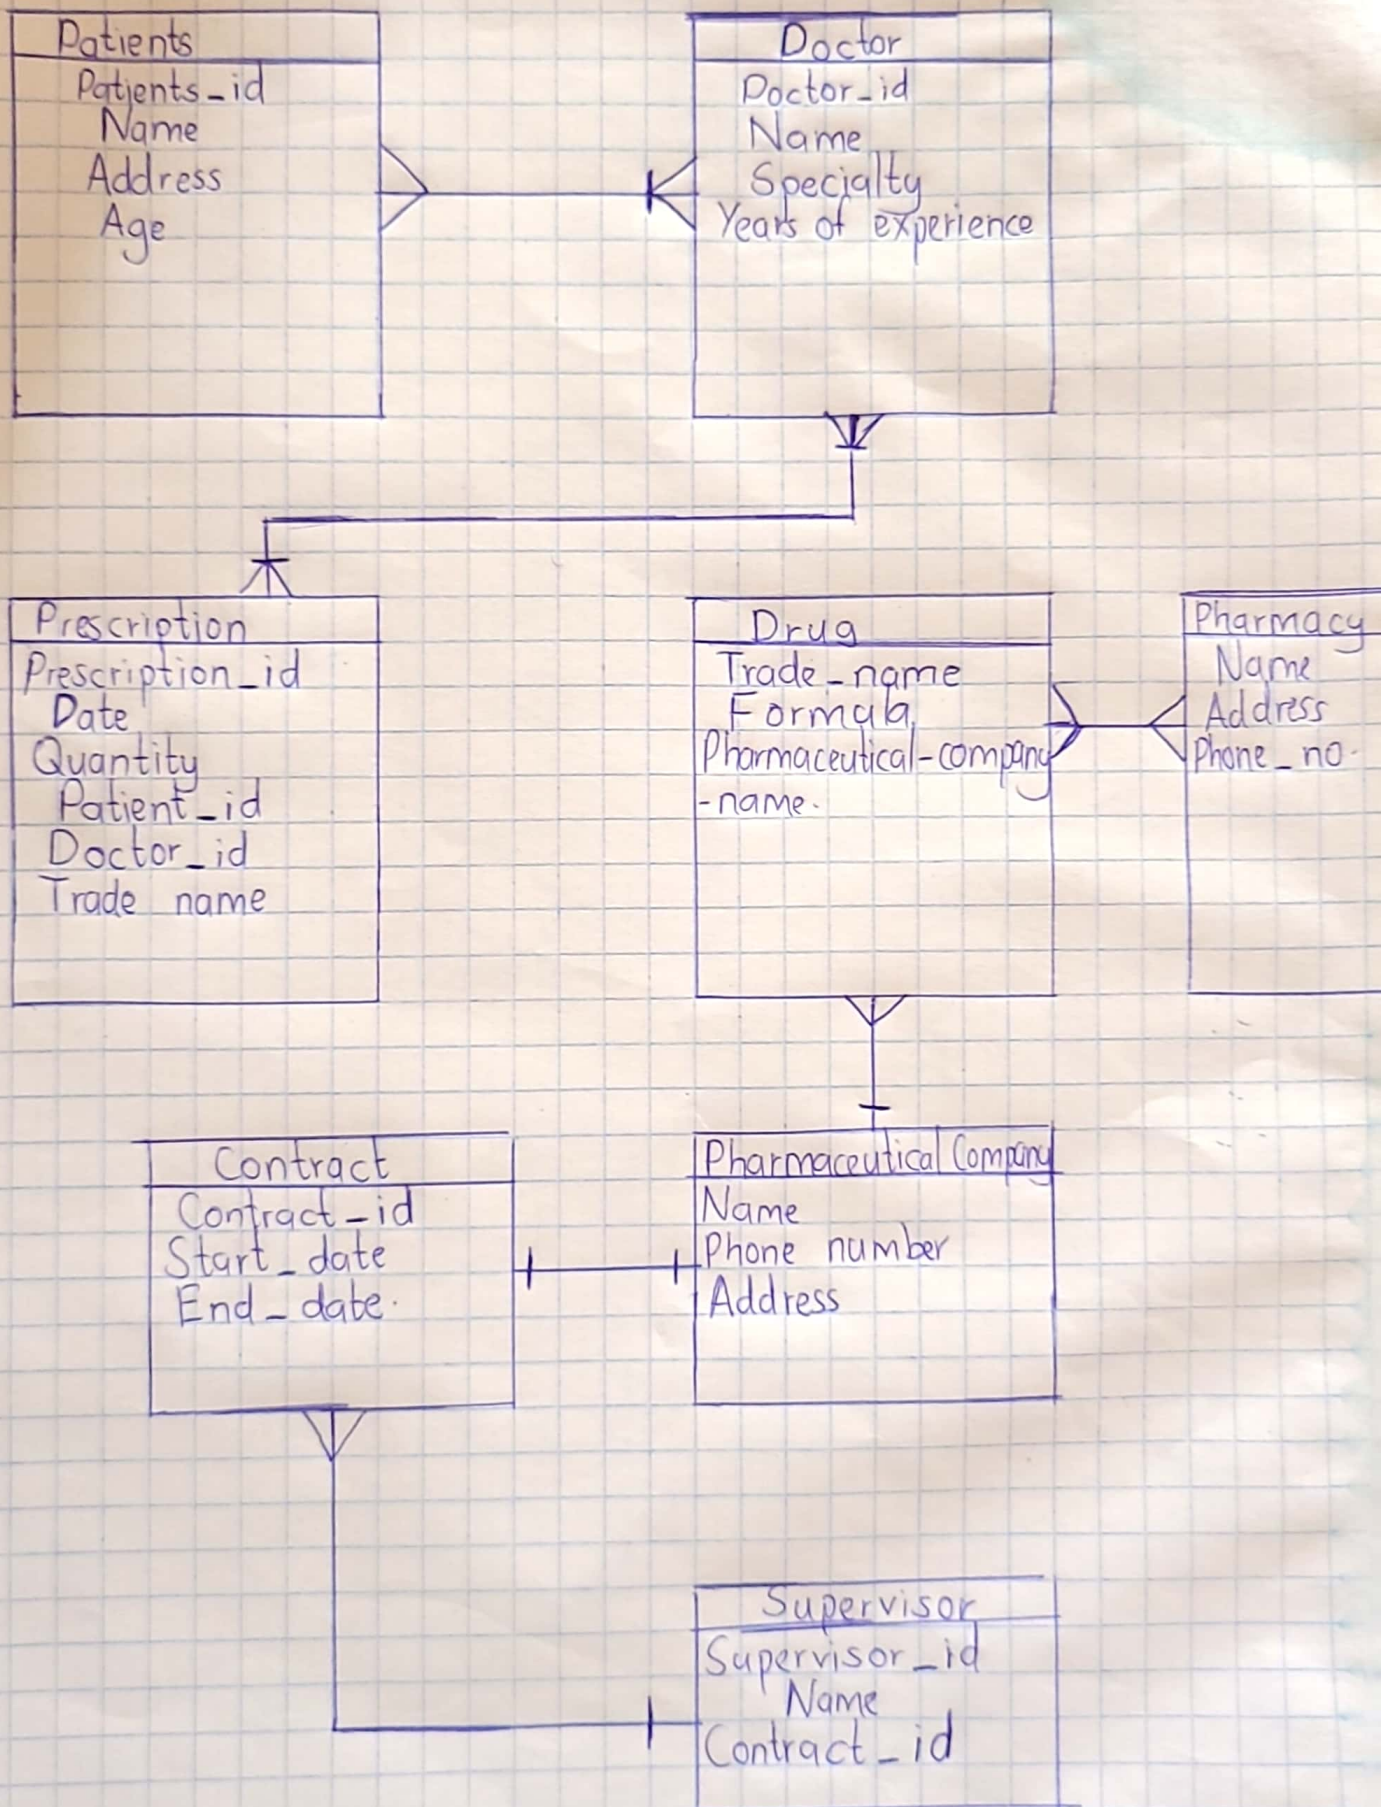 Patients
Patients_id
Name
Address
Age
Doctor
Doctor_id
Name
Specialty
Years of experience
Prescription
Prescription_id
Date
Quantity
Patient_id
Doctor_id
Trade name
Drug
Trade_name
Formula
Pharmaceutical-company
-name.
Pharmacy
Name
Address
Phone_no.
Contract
Contract_id
Start_date
End_date.
Pharmaceutical Company
Name
Phone number
Address
Supervisor
Supervisor_id
Name
Contract_id